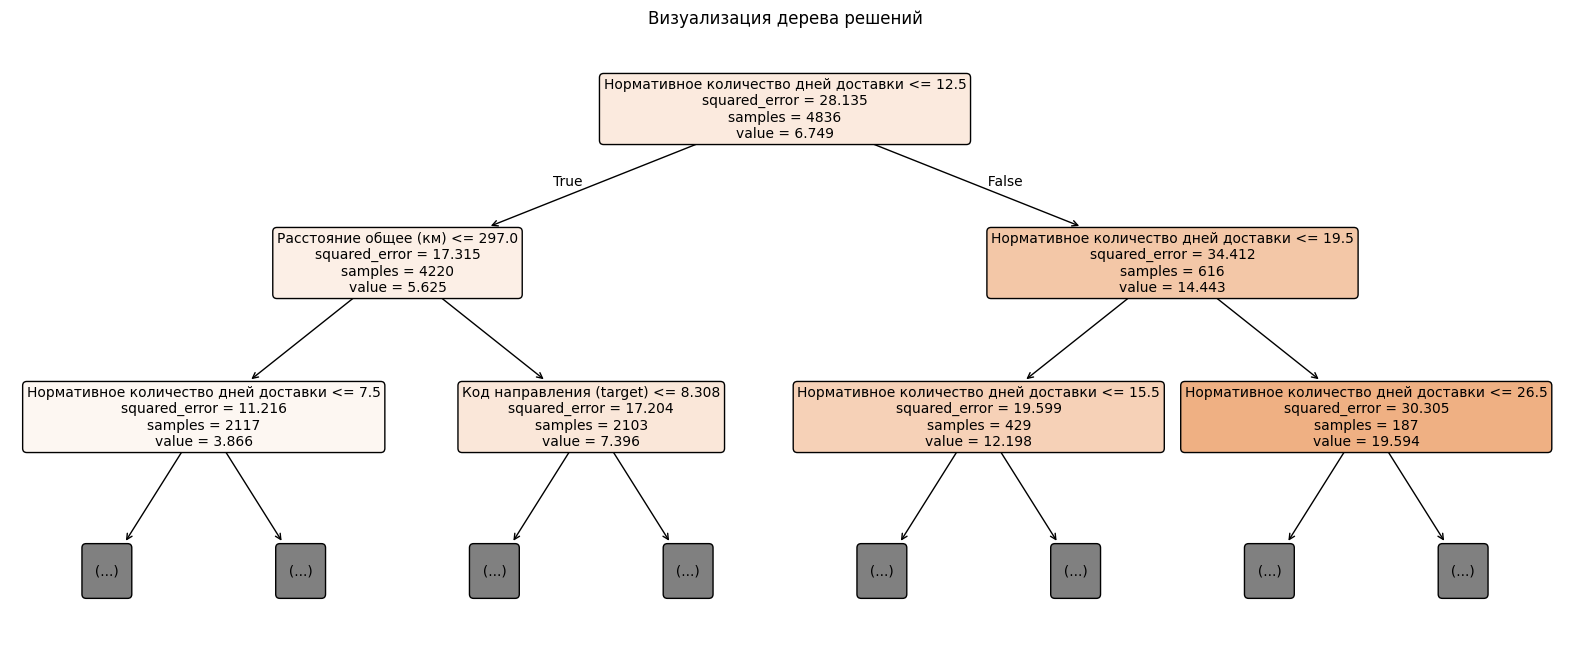 Визуализация дерева решений
Нормативное количество дней доставки <= 12.5
squared_error = 28.135
samples = 4836
value = 6.749
True
False
Расстояние общее (км) <= 297.0
squared_error = 17.315
samples = 4220
value = 5.625
Нормативное количество дней доставки <= 19.5
squared_error = 34.412
samples = 616
value = 14.443
Нормативное количество дней доставки <= 7.5
squared_error = 11.216
samples = 2117
value = 3.866
Код направления (target) <= 8.308
squared_error = 17.204
samples = 2103
value = 7.396
Нормативное количество дней доставки <= 15.5
squared_error = 19.599
samples = 429
value = 12.198
Нормативное количество дней доставки <= 26.5
squared_error = 30.305
samples = 187
value = 19.594
(...)
(...)
(...)
(...)
(...)
(...)
(...)
(...)